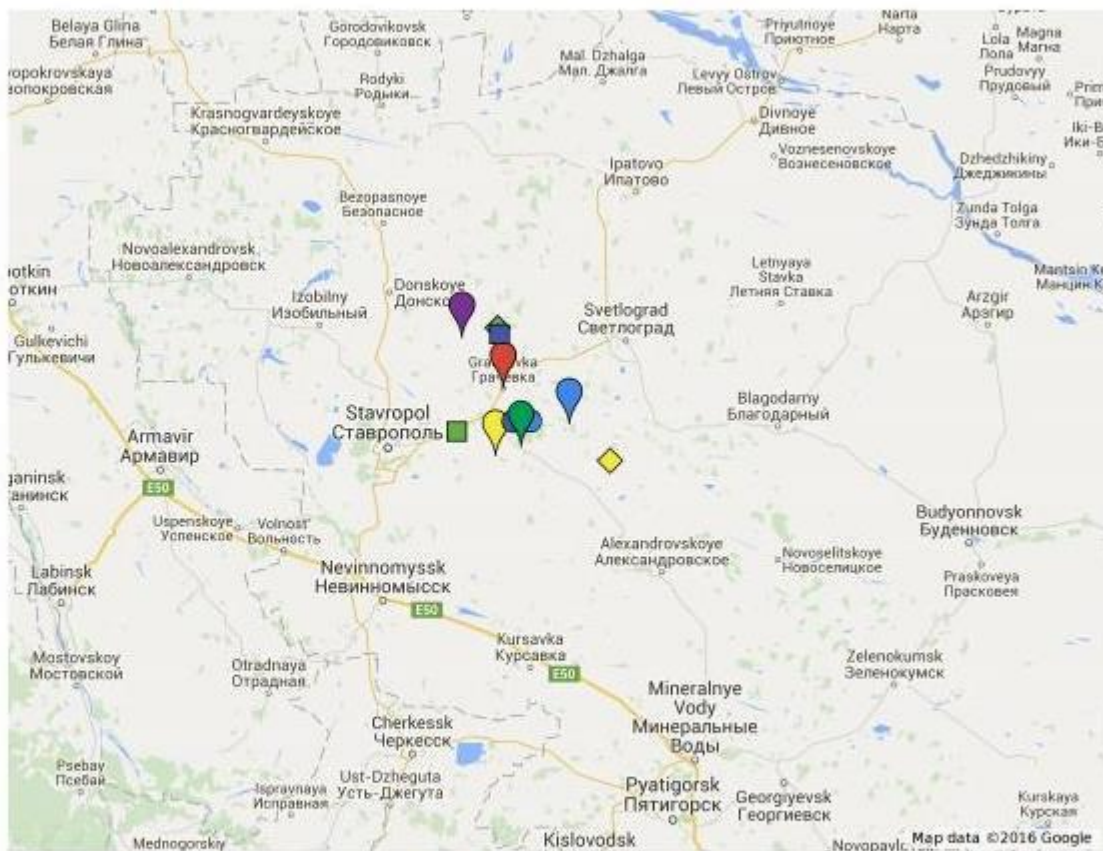 Belaya Glina
Белая Глина
Gorodovikovsk
Городовиковск
Priyutnoye
Приютное
Narta
Нарта
Lola
Лола
Magna
Магна
Mal. Dzhalga
Мал. Джалга
Rodyki
Родыки
Levyy Ostrov
Левый Остров
Prudovyy
Прудовый
Krasnogvardeyskoye
Красногвардейское
Divnoye
Дивное
Voznesenovskoye
Вознесеновское
Dzhedzhikiny
Джеджикины
Ipatovo
Ипатово
Bezopasnoye
Безопасное
Zunda Tolga
Зунда Толга
Novoalexandrovsk
Новоалександровск
Donskoye
Izobilny
Изобильный
Letnyaya
Stavka
Летняя Ставка
Svetlograd
Светлоград
Arzgir
Арзгир
Gulkevichi
Гулькевичи
Грачевка
Blagodarny
Благодарный
Stavropol
Ставрополь
Armavir
Армавир
E50
Uspenskoye
Успенское
Volnost'
Вольность
Budyonnovsk
Буденновск
Alexandrovskoye
Александровское
Novoselitskoye
Новоселицкое
Praskoveya
Прасковея
Labinsk
Лабинск
Nevinnomyssk
Невинномысск
E50
Kursavka
Курсавка
E50
Mostovskoy
Мостовской
Otradnaya
Отрадная
Zelenokumsk
Зеленокумск
Mineralnye
Vody
Минеральные
Воды
Cherkessk
Черкесск
Psebay
Псебай
Ust-Dzheguta
Усть-Джегута
Ispravnaya
Исправная
Pyatigorsk
Пятигорск
Georgiyevsk
Георгиевск
Kurskaya
Курская
Mednogorskiy
Kislovodsk
Map data ©2016 Google